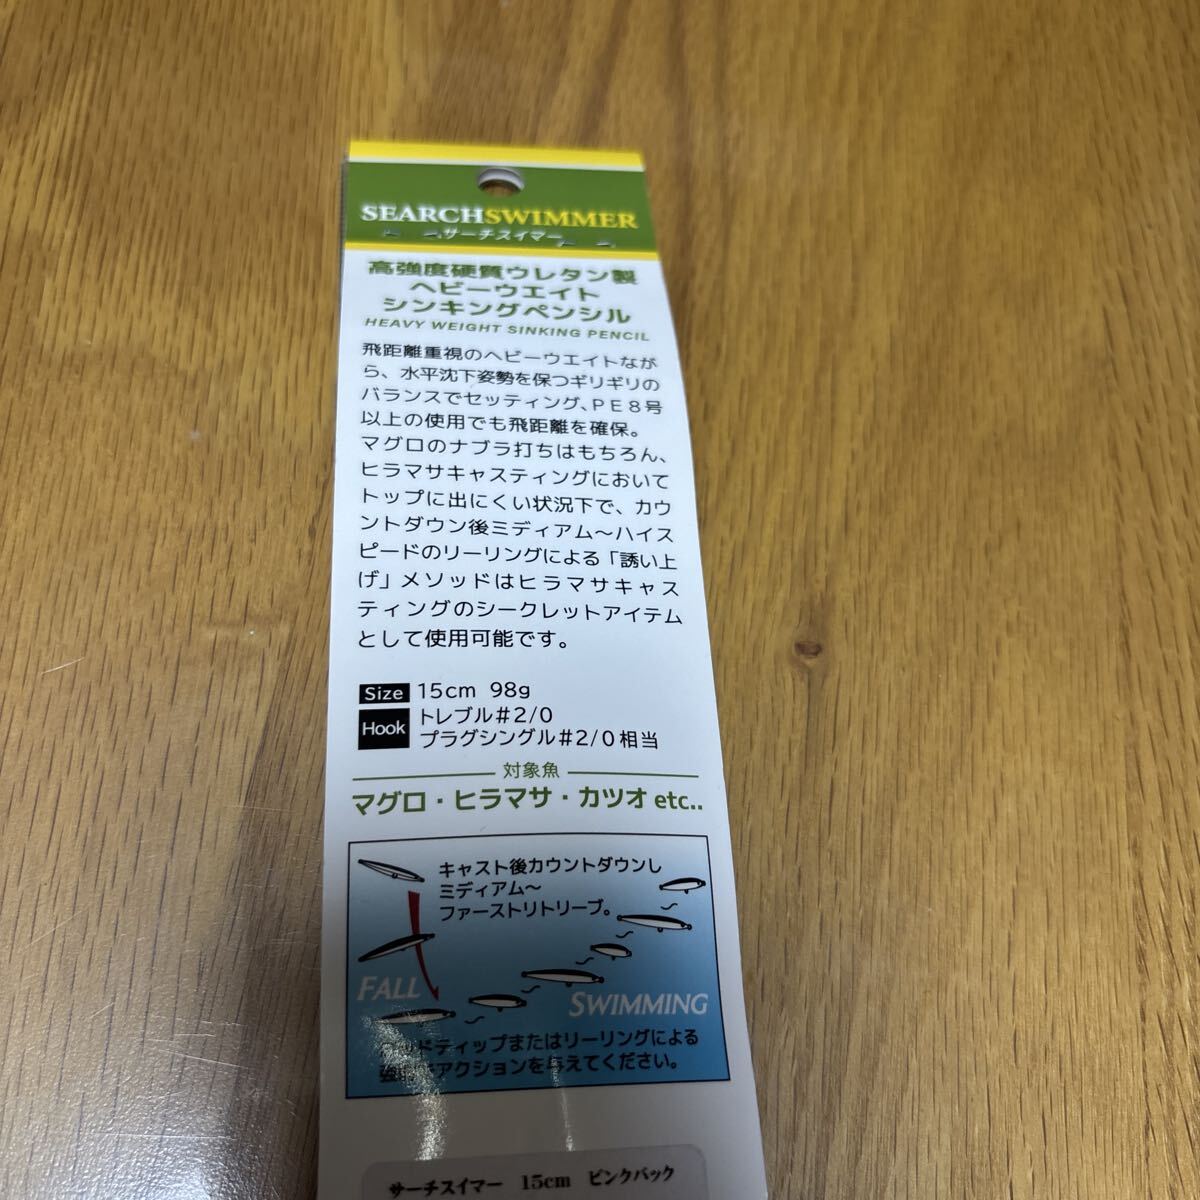 SEARCHSWIMMER
サーチスイマー
高強度硬質ウレタン製
ヘビーウエイト
シンキングペンシル
HEAVY WEIGHT SINKING PENCIL
飛距離重視のヘビーウエイトなが
ら、水平沈下姿勢を保つギリギリの
バランスでセッティング、PE8号
以上の使用でも飛距離を確保。
マグロのナブラ打ちはもちろん、
ヒラマサキャスティングにおいて
トップに出にくい状況下で、カウ
ントダウン後ミディアム〜ハイス
ピードのリーリングによる「誘い上
げ」メソッドはヒラマサキャス
ティングのシークレットアイテム
として使用可能です。
Size 15cm 98g
Hook トレブル#2/0
プラグシングル#2/0相当
対象魚
マグロ・ヒラマサ・カツオ etc..
キャスト後カウントダウンし
ミディアム〜
ファーストリトリーブ。
FALL
SWIMMING
ロッドティップまたはリーリングによる
アクションを与えてください。
サーチスイマー 15cm ピンクバック